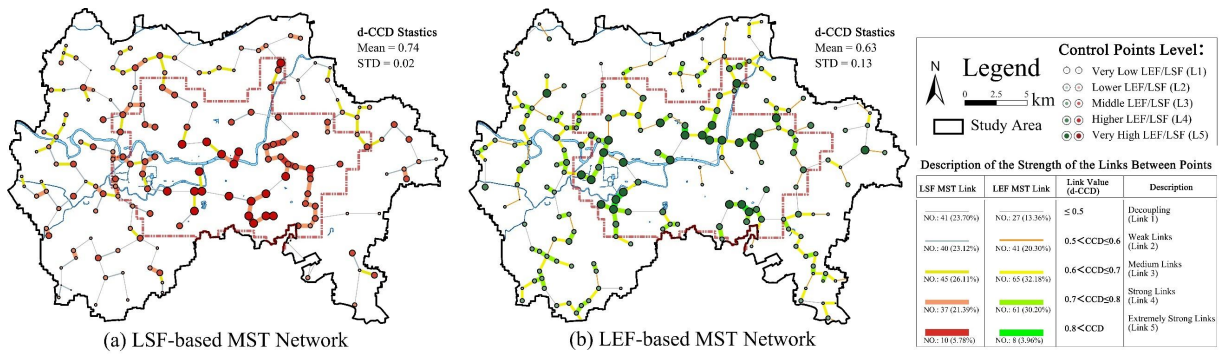 d-CCD Stastics
Mean = 0.74
STD = 0.02
(a) LSF-based MST Network
d-CCD Stastics
Mean = 0.63
STD = 0.13
(b) LEF-based MST Network
N
Legend
0 2.5 5
km
Study Area
Control Points Level:
Very Low LEF/LSF (L1)
Lower LEF/LSF (L2)
Middle LEF/LSF (L3)
Higher LEF/LSF (L4)
Very High LEF/LSF (L5)
Description of the Strength of the Links Between Points
LSF MST Link LEF MST Link Link Value (d-CCD) Description
NO.: 41 (23.70%) NO.: 27 (13.36%) ≤ 0.5 Decoupling (Link 1)
NO.: 40 (23.12%) NO.: 41 (20.30%) 0.5<CCD≤0.6 Weak Links (Link 2)
NO.: 45 (26.11%) NO.: 65 (32.18%) 0.6<CCD≤0.7 Medium Links (Link 3)
NO.: 37 (21.39%) NO.: 61 (30.20%) 0.7<CCD≤0.8 Strong Links (Link 4)
NO.: 10 (5.78%) NO.: 8 (3.96%) 0.8<CCD Extremely Strong Links (Link 5)